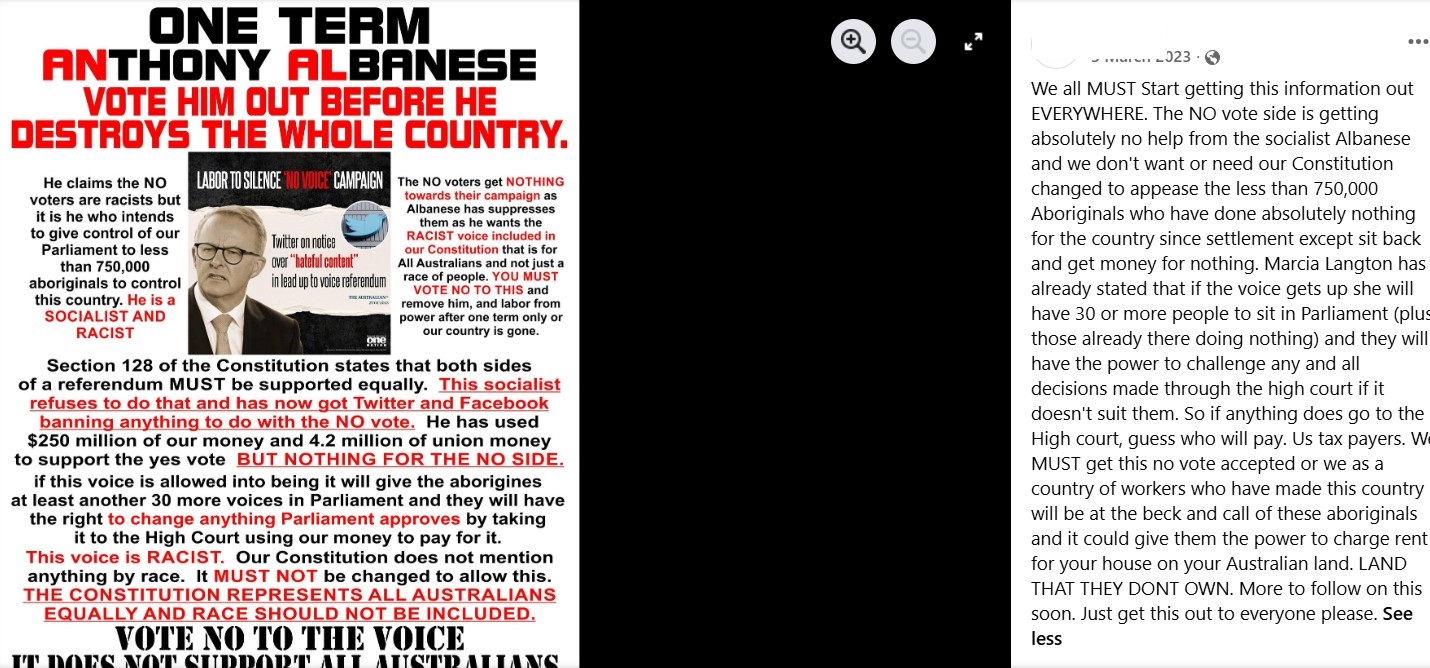 ONE TERM
ANTHONY ALBANESE
VOTE HIM OUT BEFORE HE
DESTROYS THE WHOLE COUNTRY.
He claims the NO
voters are racists but
it is he who intends
to give control of our
Parliament to less
than 750,000
aboriginals to control
this country. He is a
SOCIALIST AND
RACIST
LABOR TO SILENCE 'NO VOICE' CAMPAIGN
Twitter on notice
over "hateful content"
in lead up to voice referendum
THE AUSTRALIAN
one
The NO voters get NOTHING
towards their campaign as
Albanese has suppresses
them as he wants the
RACIST voice included in
our Constitution that is for
All Australians and not just a
race of people. YOU MUST
VOTE NO TO THIS and
remove him, and labor from
power after one term only or
our country is gone.
Section 128 of the Constitution states that both sides
of a referendum MUST be supported equally. This socialist
refuses to do that and has now got Twitter and Facebook
banning anything to do with the NO vote. He has used
$250 million of our money and 4.2 million of union money
to support the yes vote BUT NOTHING FOR THE NO SIDE.
if this voice is allowed into being it will give the aborigines
at least another 30 more voices in Parliament and they will have
the right to change anything Parliament approves by taking
it to the High Court using our money to pay for it.
This voice is RACIST. Our Constitution does not mention
anything by race. It MUST NOT be changed to allow this.
THE CONSTITUTION REPRESENTS ALL AUSTRALIANS
EQUALLY AND RACE SHOULD NOT BE INCLUDED.
VOTE NO TO THE VOICE
IT DOES NOT SUPPORT ALL AUSTRALIANS
March 2023
We all MUST Start getting this information out
EVERYWHERE. The NO vote side is getting
absolutely no help from the socialist Albanese
and we don't want or need our Constitution
changed to appease the less than 750,000
Aboriginals who have done absolutely nothing
for the country since settlement except sit back
and get money for nothing. Marcia Langton has
already stated that if the voice gets up she will
have 30 or more people to sit in Parliament (plus
those already there doing nothing) and they will
have the power to challenge any and all
decisions made through the high court if it
doesn't suit them. So if anything does go to the
High court, guess who will pay. Us tax payers. We
MUST get this no vote accepted or we as a
country of workers who have made this country
will be at the beck and call of these aboriginals
and it could give them the power to charge rent
for your house on your Australian land. LAND
THAT THEY DONT OWN. More to follow on this
soon. Just get this out to everyone please. See
less